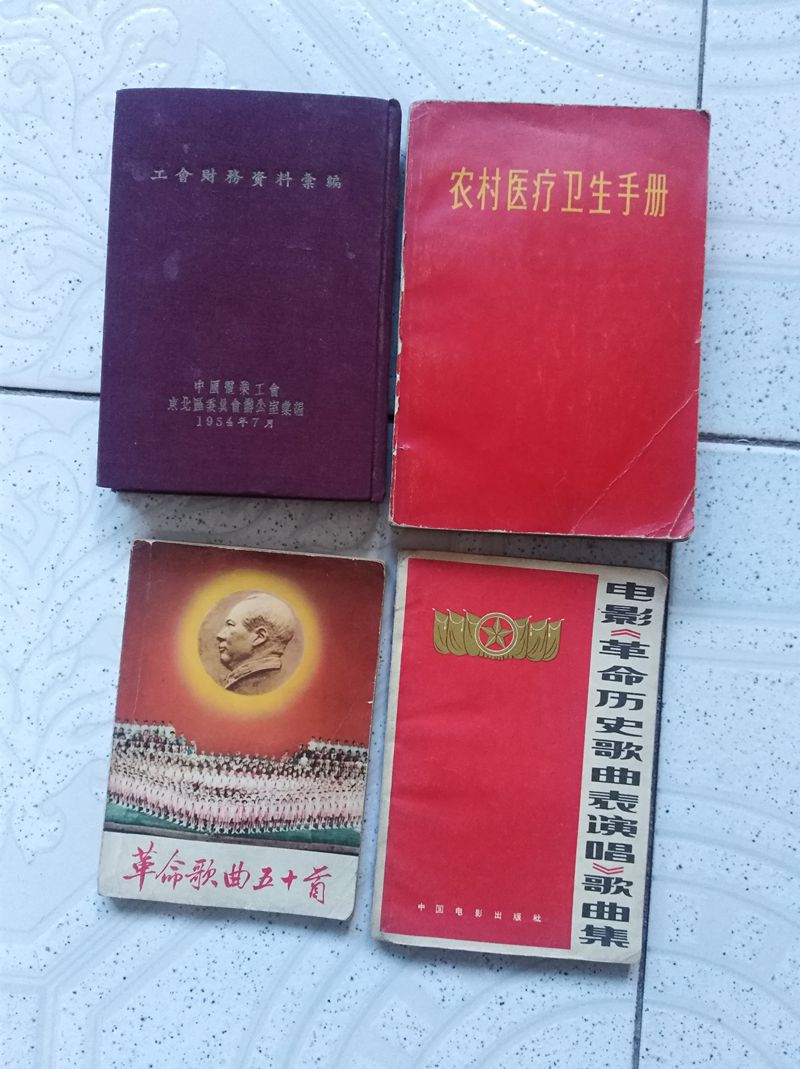 工會財務資料彙編
中國電業工會
東北區委員會辦公室彙編
1954年7月
农村医疗卫生手册
革命歌曲五十首
电影《革命历史歌曲表演唱》歌曲集
中国电影出版社